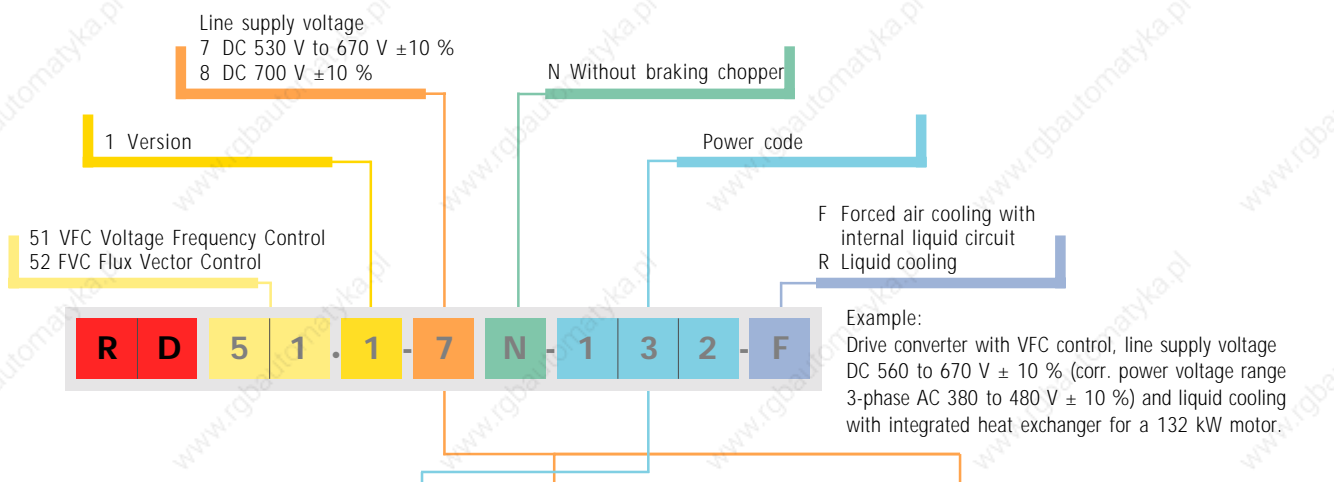 Line supply voltage
7 DC 530 V to 670 V ±10 %
8 DC 700 V ±10 %
N Without braking chopper
1 Version
Power code
F Forced air cooling with
internal liquid circuit
R Liquid cooling
51 VFC Voltage Frequency Control
52 FVC Flux Vector Control
R D 5 1 . 1 - 7 N - 1 3 2 - F
Example:
Drive converter with VFC control, line supply voltage
DC 560 to 670 V ± 10 % (corr. power voltage range
3-phase AC 380 to 480 V ± 10 %) and liquid cooling
with integrated heat exchanger for a 132 kW motor.
www.rgbautomatyka.pl